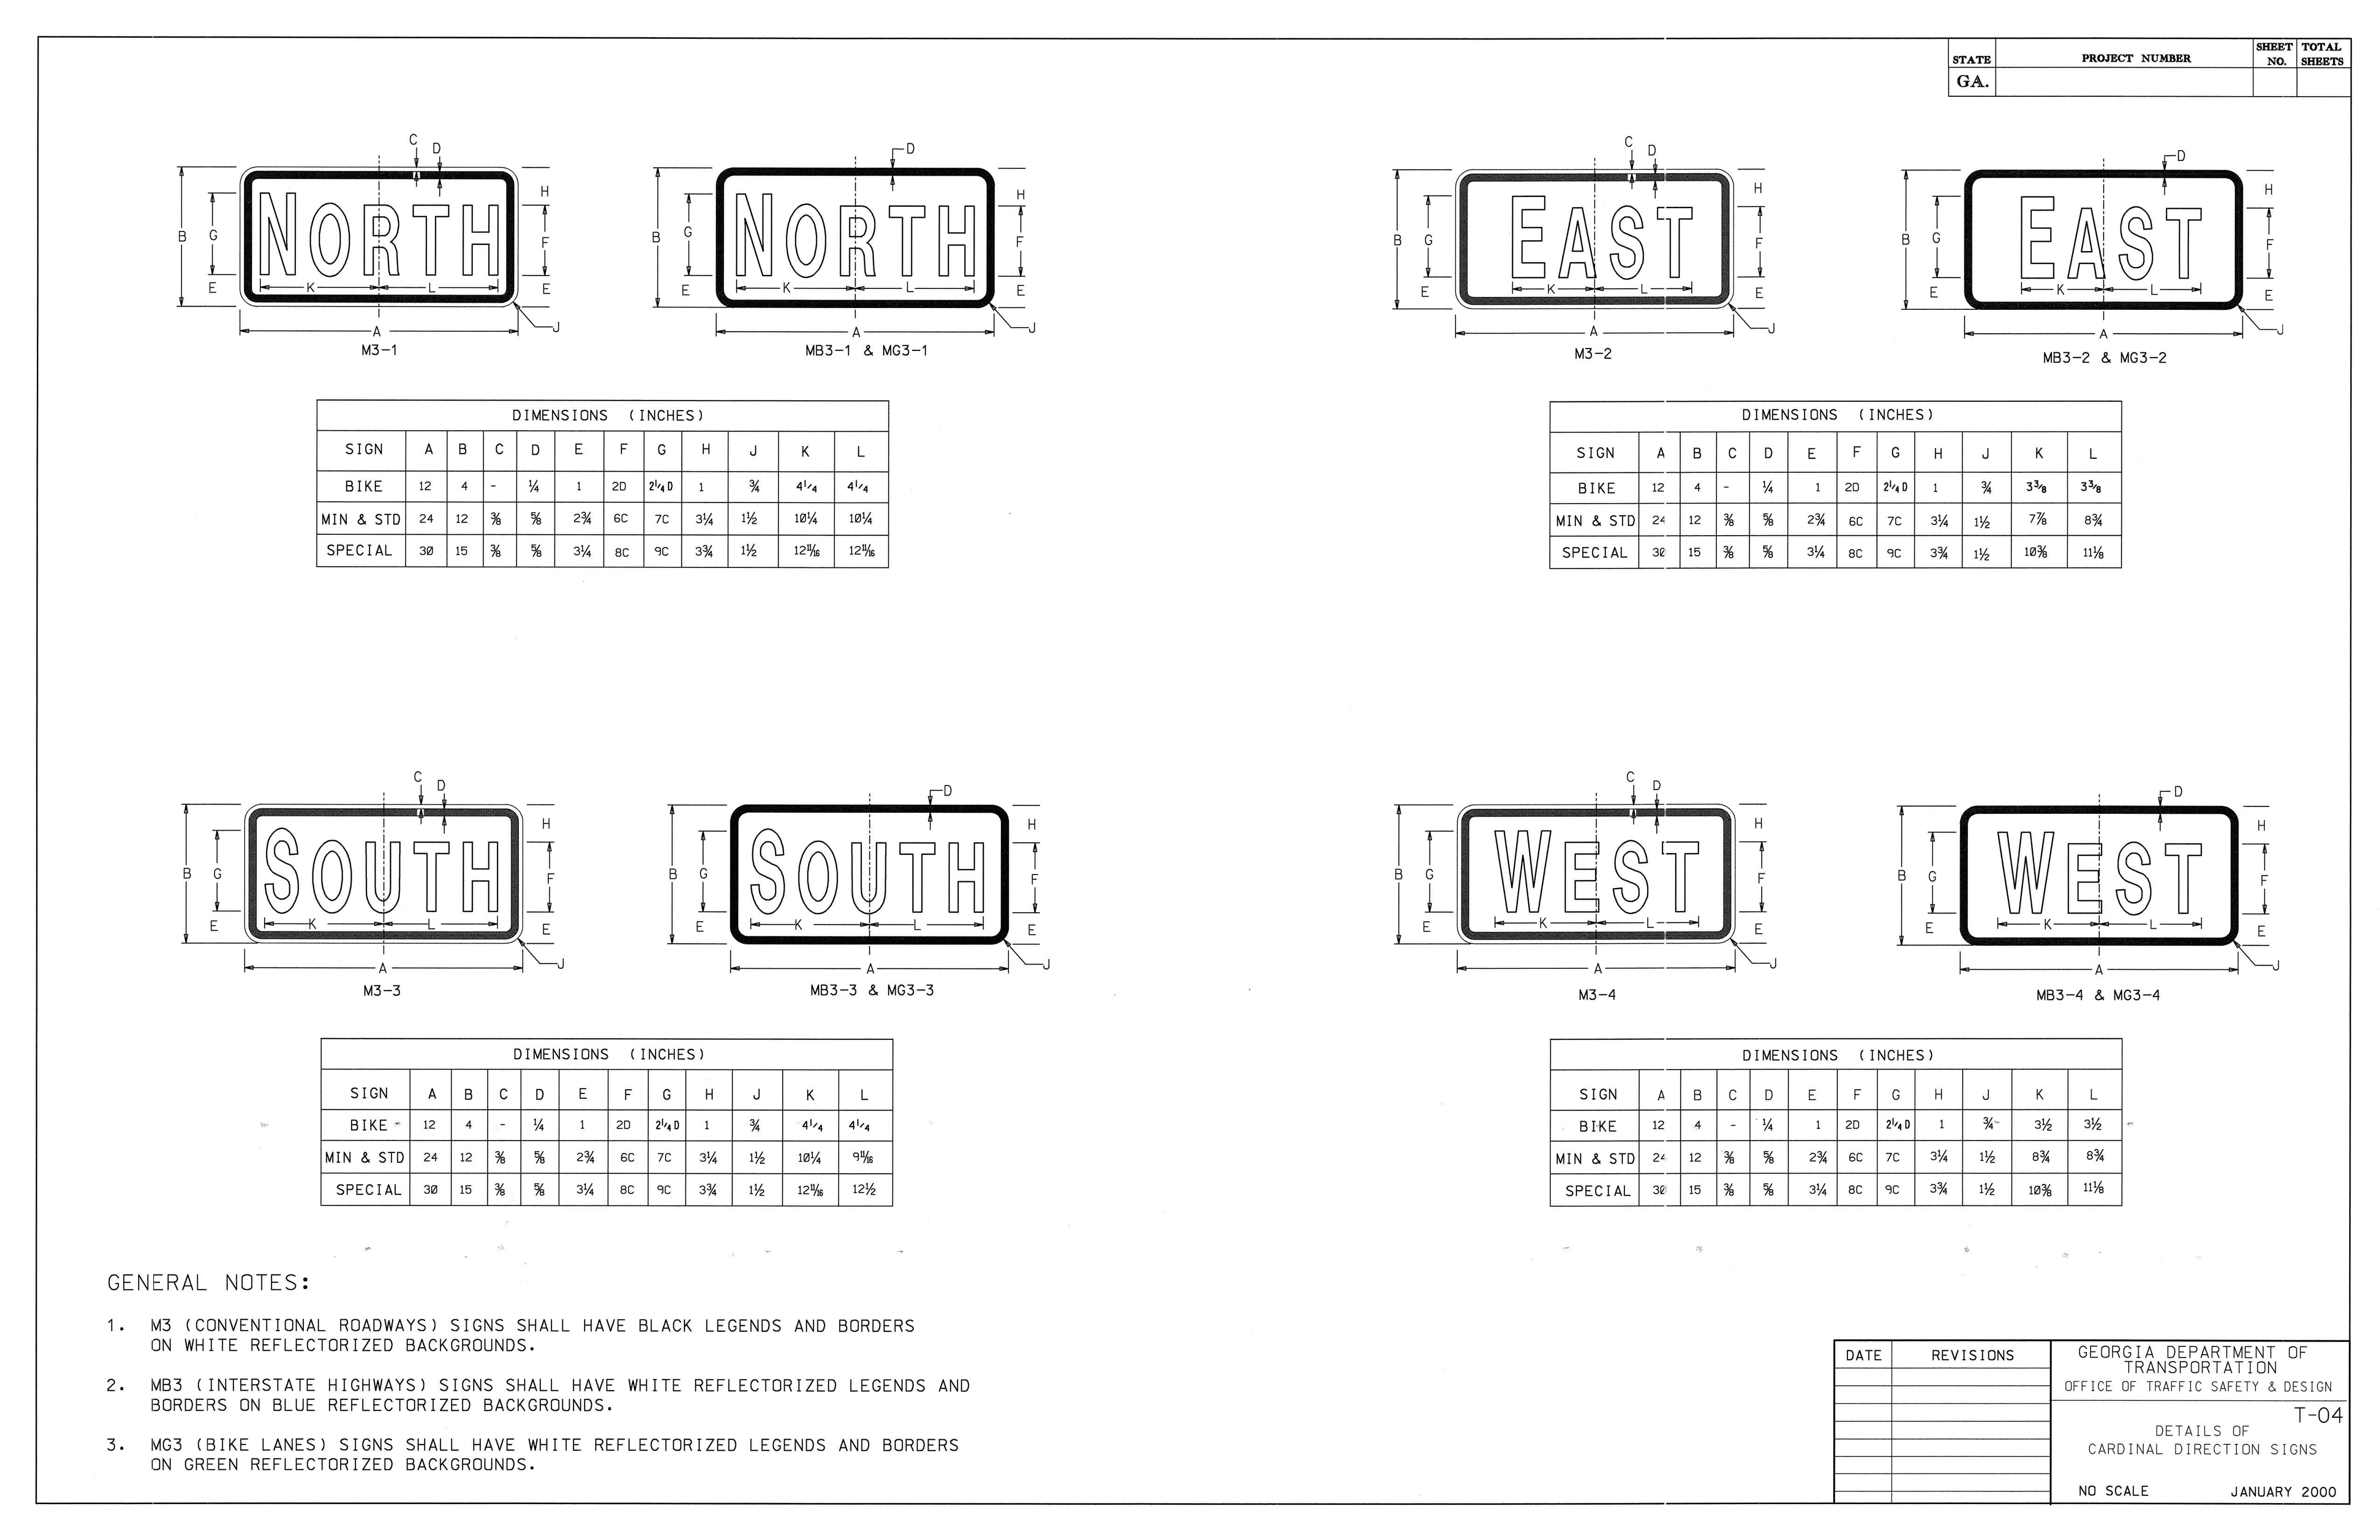 STATE PROJECT NUMBER SHEET NO. TOTAL SHEETS
GA.
C D
B G NORTH H F E
E K L
J
A
M3-1
D
B G NORTH H F E
E K L
J
A
MB3-1 & MG3-1
C D
B G EAST H F E
E K L
J
A
M3-2
D
B G EAST H F E
E K L
J
A
MB3-2 & MG3-2
DIMENSIONS (INCHES)
SIGN A B C D E F G H J K L
BIKE 12 4 - ¼ 1 2D 2¼ D 1 ¾ 4¼ 4¼
MIN & STD 24 12 ⅜ ⅝ 2¾ 6C 7C 3¼ 1½ 10¼ 10¼
SPECIAL 30 15 ⅜ ⅝ 3¼ 8C 9C 3¾ 1½ 12 11/16 12 11/16
DIMENSIONS (INCHES)
SIGN A B C D E F G H J K L
BIKE 12 4 - ¼ 1 2D 2¼ D 1 ¾ 3⅜ 3⅜
MIN & STD 24 12 ⅜ ⅝ 2¾ 6C 7C 3¼ 1½ 7⅞ 8¾
SPECIAL 30 15 ⅜ ⅝ 3¼ 8C 9C 3¾ 1½ 10⅜ 11⅛
C D
B G SOUTH H F E
E K L
J
A
M3-3
D
B G SOUTH H F E
E K L
J
A
MB3-3 & MG3-3
C D
B G WEST H F E
E K L
J
A
M3-4
D
B G WEST H F E
E K L
J
A
MB3-4 & MG3-4
DIMENSIONS (INCHES)
SIGN A B C D E F G H J K L
BIKE 12 4 - ¼ 1 2D 2¼ D 1 ¾ 4¼ 4¼
MIN & STD 24 12 ⅜ ⅝ 2¾ 6C 7C 3¼ 1½ 10¼ 9 11/16
SPECIAL 30 15 ⅜ ⅝ 3¼ 8C 9C 3¾ 1½ 12 11/16 12½
DIMENSIONS (INCHES)
SIGN A B C D E F G H J K L
BIKE 12 4 - ¼ 1 2D 2¼ D 1 ¾ 3½ 3½
MIN & STD 24 12 ⅜ ⅝ 2¾ 6C 7C 3¼ 1½ 8¾ 8¾
SPECIAL 30 15 ⅜ ⅝ 3¼ 8C 9C 3¾ 1½ 10⅜ 11⅛
GENERAL NOTES:
1. M3 (CONVENTIONAL ROADWAYS) SIGNS SHALL HAVE BLACK LEGENDS AND BORDERS
ON WHITE REFLECTORIZED BACKGROUNDS.
2. MB3 (INTERSTATE HIGHWAYS) SIGNS SHALL HAVE WHITE REFLECTORIZED LEGENDS AND
BORDERS ON BLUE REFLECTORIZED BACKGROUNDS.
3. MG3 (BIKE LANES) SIGNS SHALL HAVE WHITE REFLECTORIZED LEGENDS AND BORDERS
ON GREEN REFLECTORIZED BACKGROUNDS.
DATE REVISIONS
GEORGIA DEPARTMENT OF
TRANSPORTATION
OFFICE OF TRAFFIC SAFETY & DESIGN
T-04
DETAILS OF
CARDINAL DIRECTION SIGNS
NO SCALE JANUARY 2000